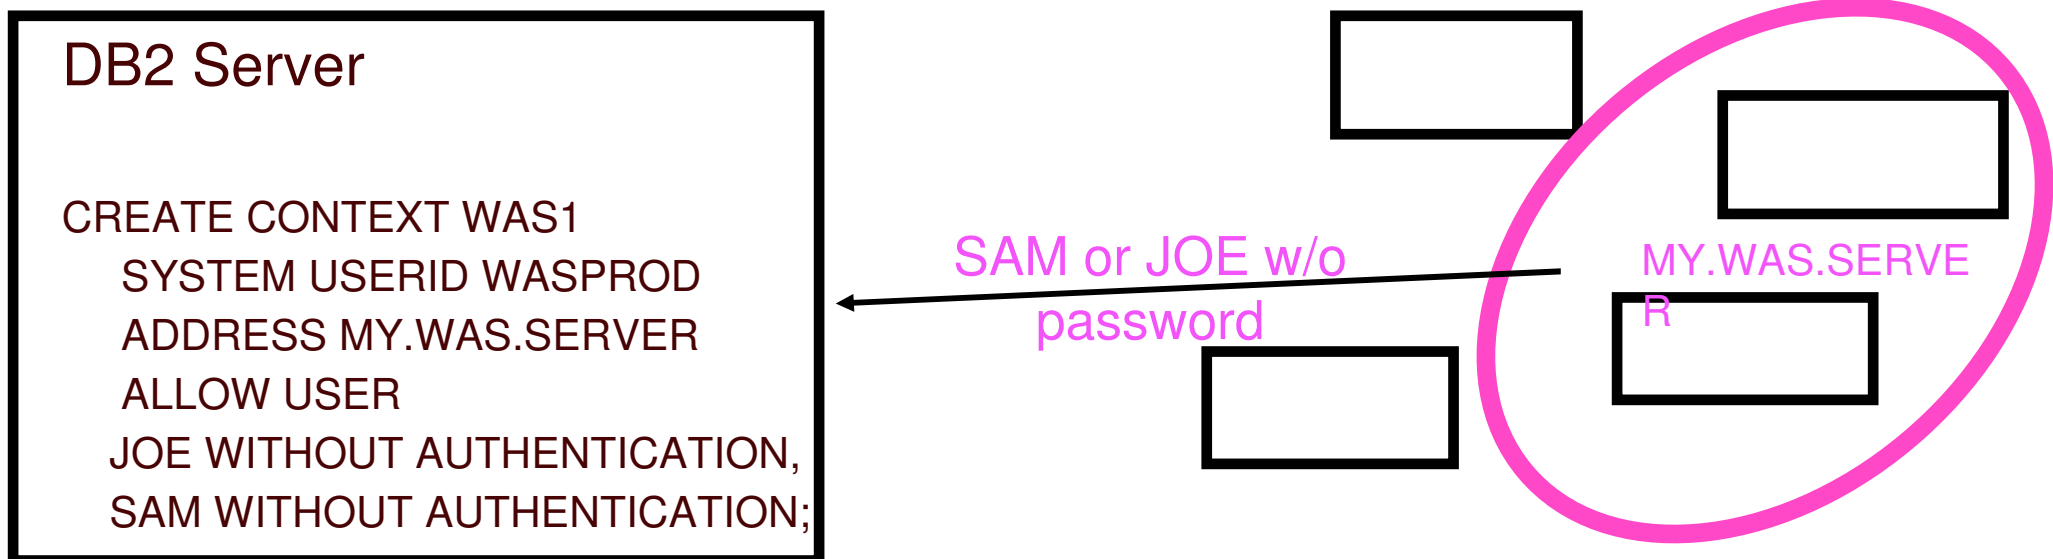 DB2 Server
CREATE CONTEXT WAS1
SYSTEM USERID WASPROD
ADDRESS MY.WAS.SERVER
ALLOW USER
JOE WITHOUT AUTHENTICATION,
SAM WITHOUT AUTHENTICATION;
SAM or JOE w/o
password
MY.WAS.SERVE
R